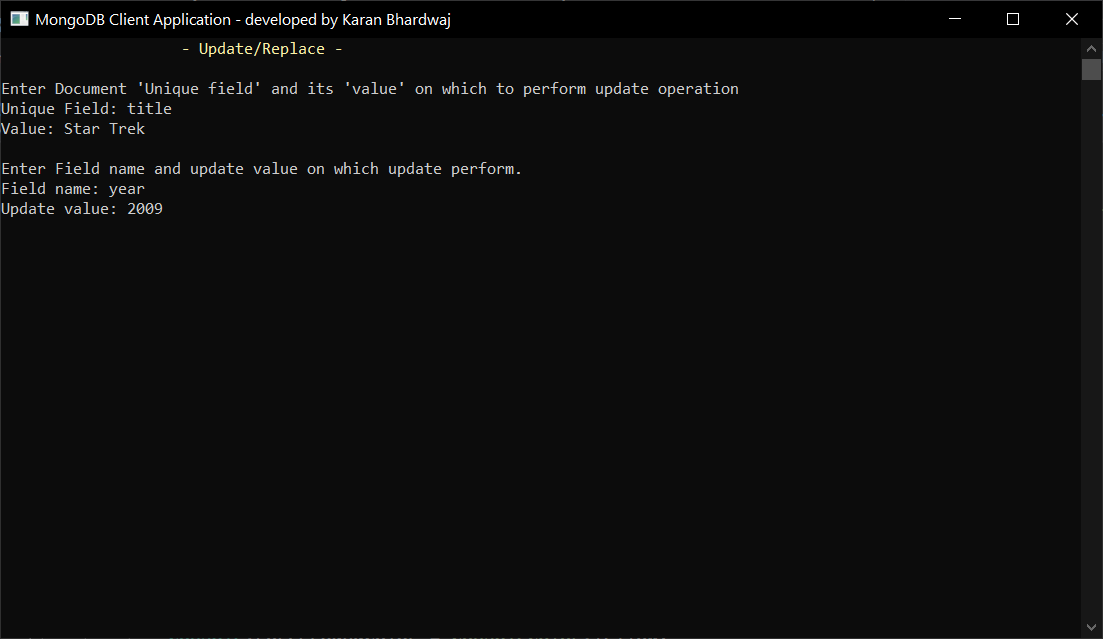 MongoDB Client Application - developed by Karan Bhardwaj
- Update/Replace -
Enter Document 'Unique field' and its 'value' on which to perform update operation
Unique Field: title
Value: Star Trek
Enter Field name and update value on which update perform.
Field name: year
Update value: 2009